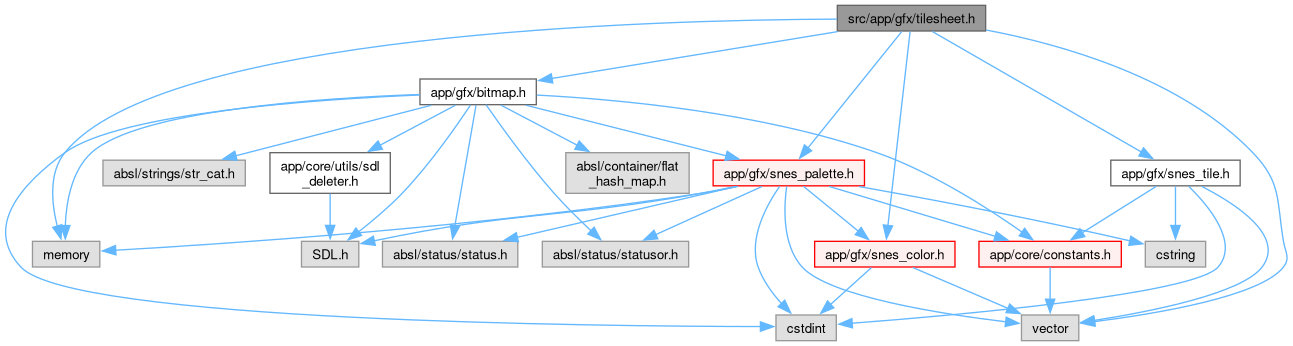 src/app/gfx/tilesheet.h
app/gfx/bitmap.h
absl/strings/str_cat.h
app/core/utils/sdl
_deleter.h
absl/container/flat
_hash_map.h
app/gfx/snes_palette.h
app/gfx/snes_tile.h
memory
SDL.h
absl/status/status.h
absl/status/statusor.h
app/gfx/snes_color.h
app/core/constants.h
cstring
cstdint
vector